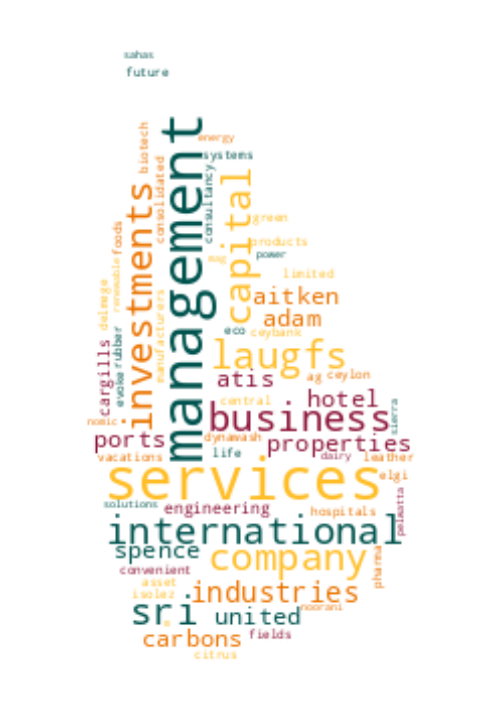 sahas
future
management
energy
biotech
systems
consolidated
consultancy
investments
capital
green
foods
products
power
mag
renewable
limited
delmege
aitken
manufacturers
adam
eco
ceybank
rubber
cargills
laugfs
evoke
atis
ag
ceylon
hotel
central
business
sierra
nomic
ports
dynawash
properties
vacations
life
dairy
leather
services
elgi
solutions
engineering
hospitals
pelwatta
international
spence
company
convenient
pharma
asset
isolez
industries
sri
united
noorani
carbons
fields
citrus